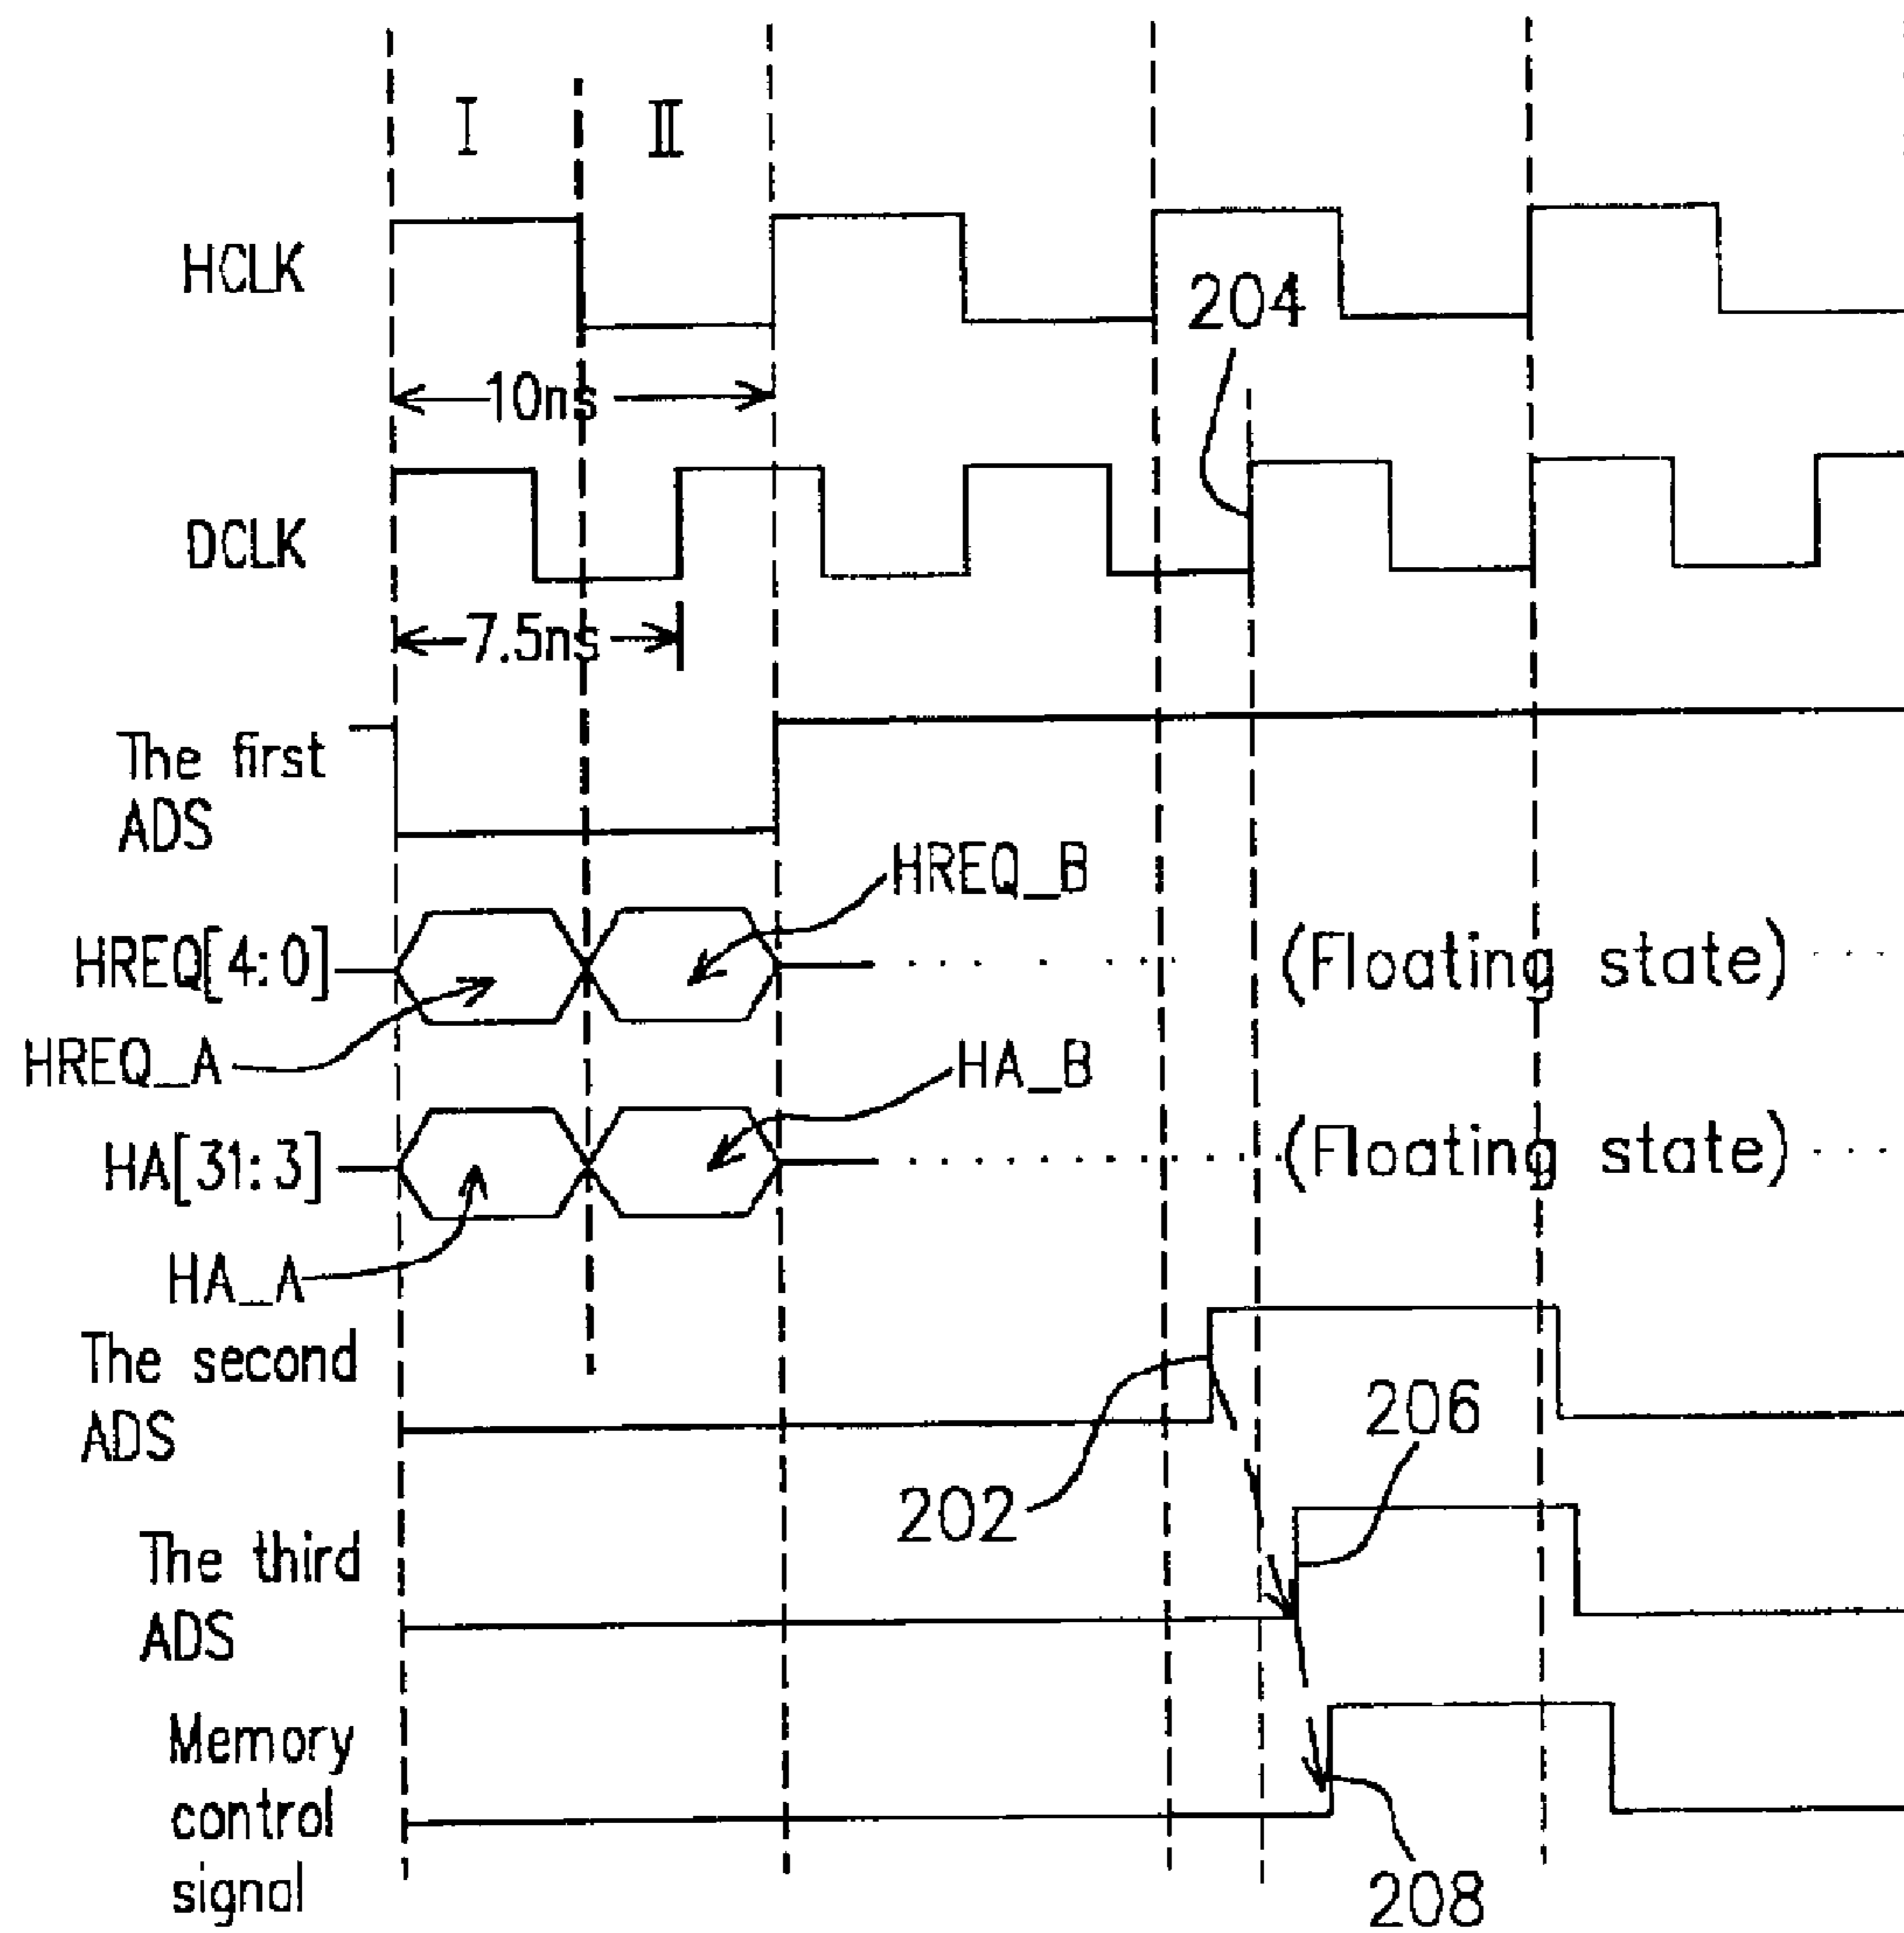 I
II
HCLK
204
10ns
DCLK
7.5ns
The first
ADS
HREQ_B
HREQ[4:0]
(Floating state)
HREQ_A
HA_B
HA[31:3]
(Floating state)
HA_A
The second
ADS
206
202
The third
ADS
Memory
control
signal
208